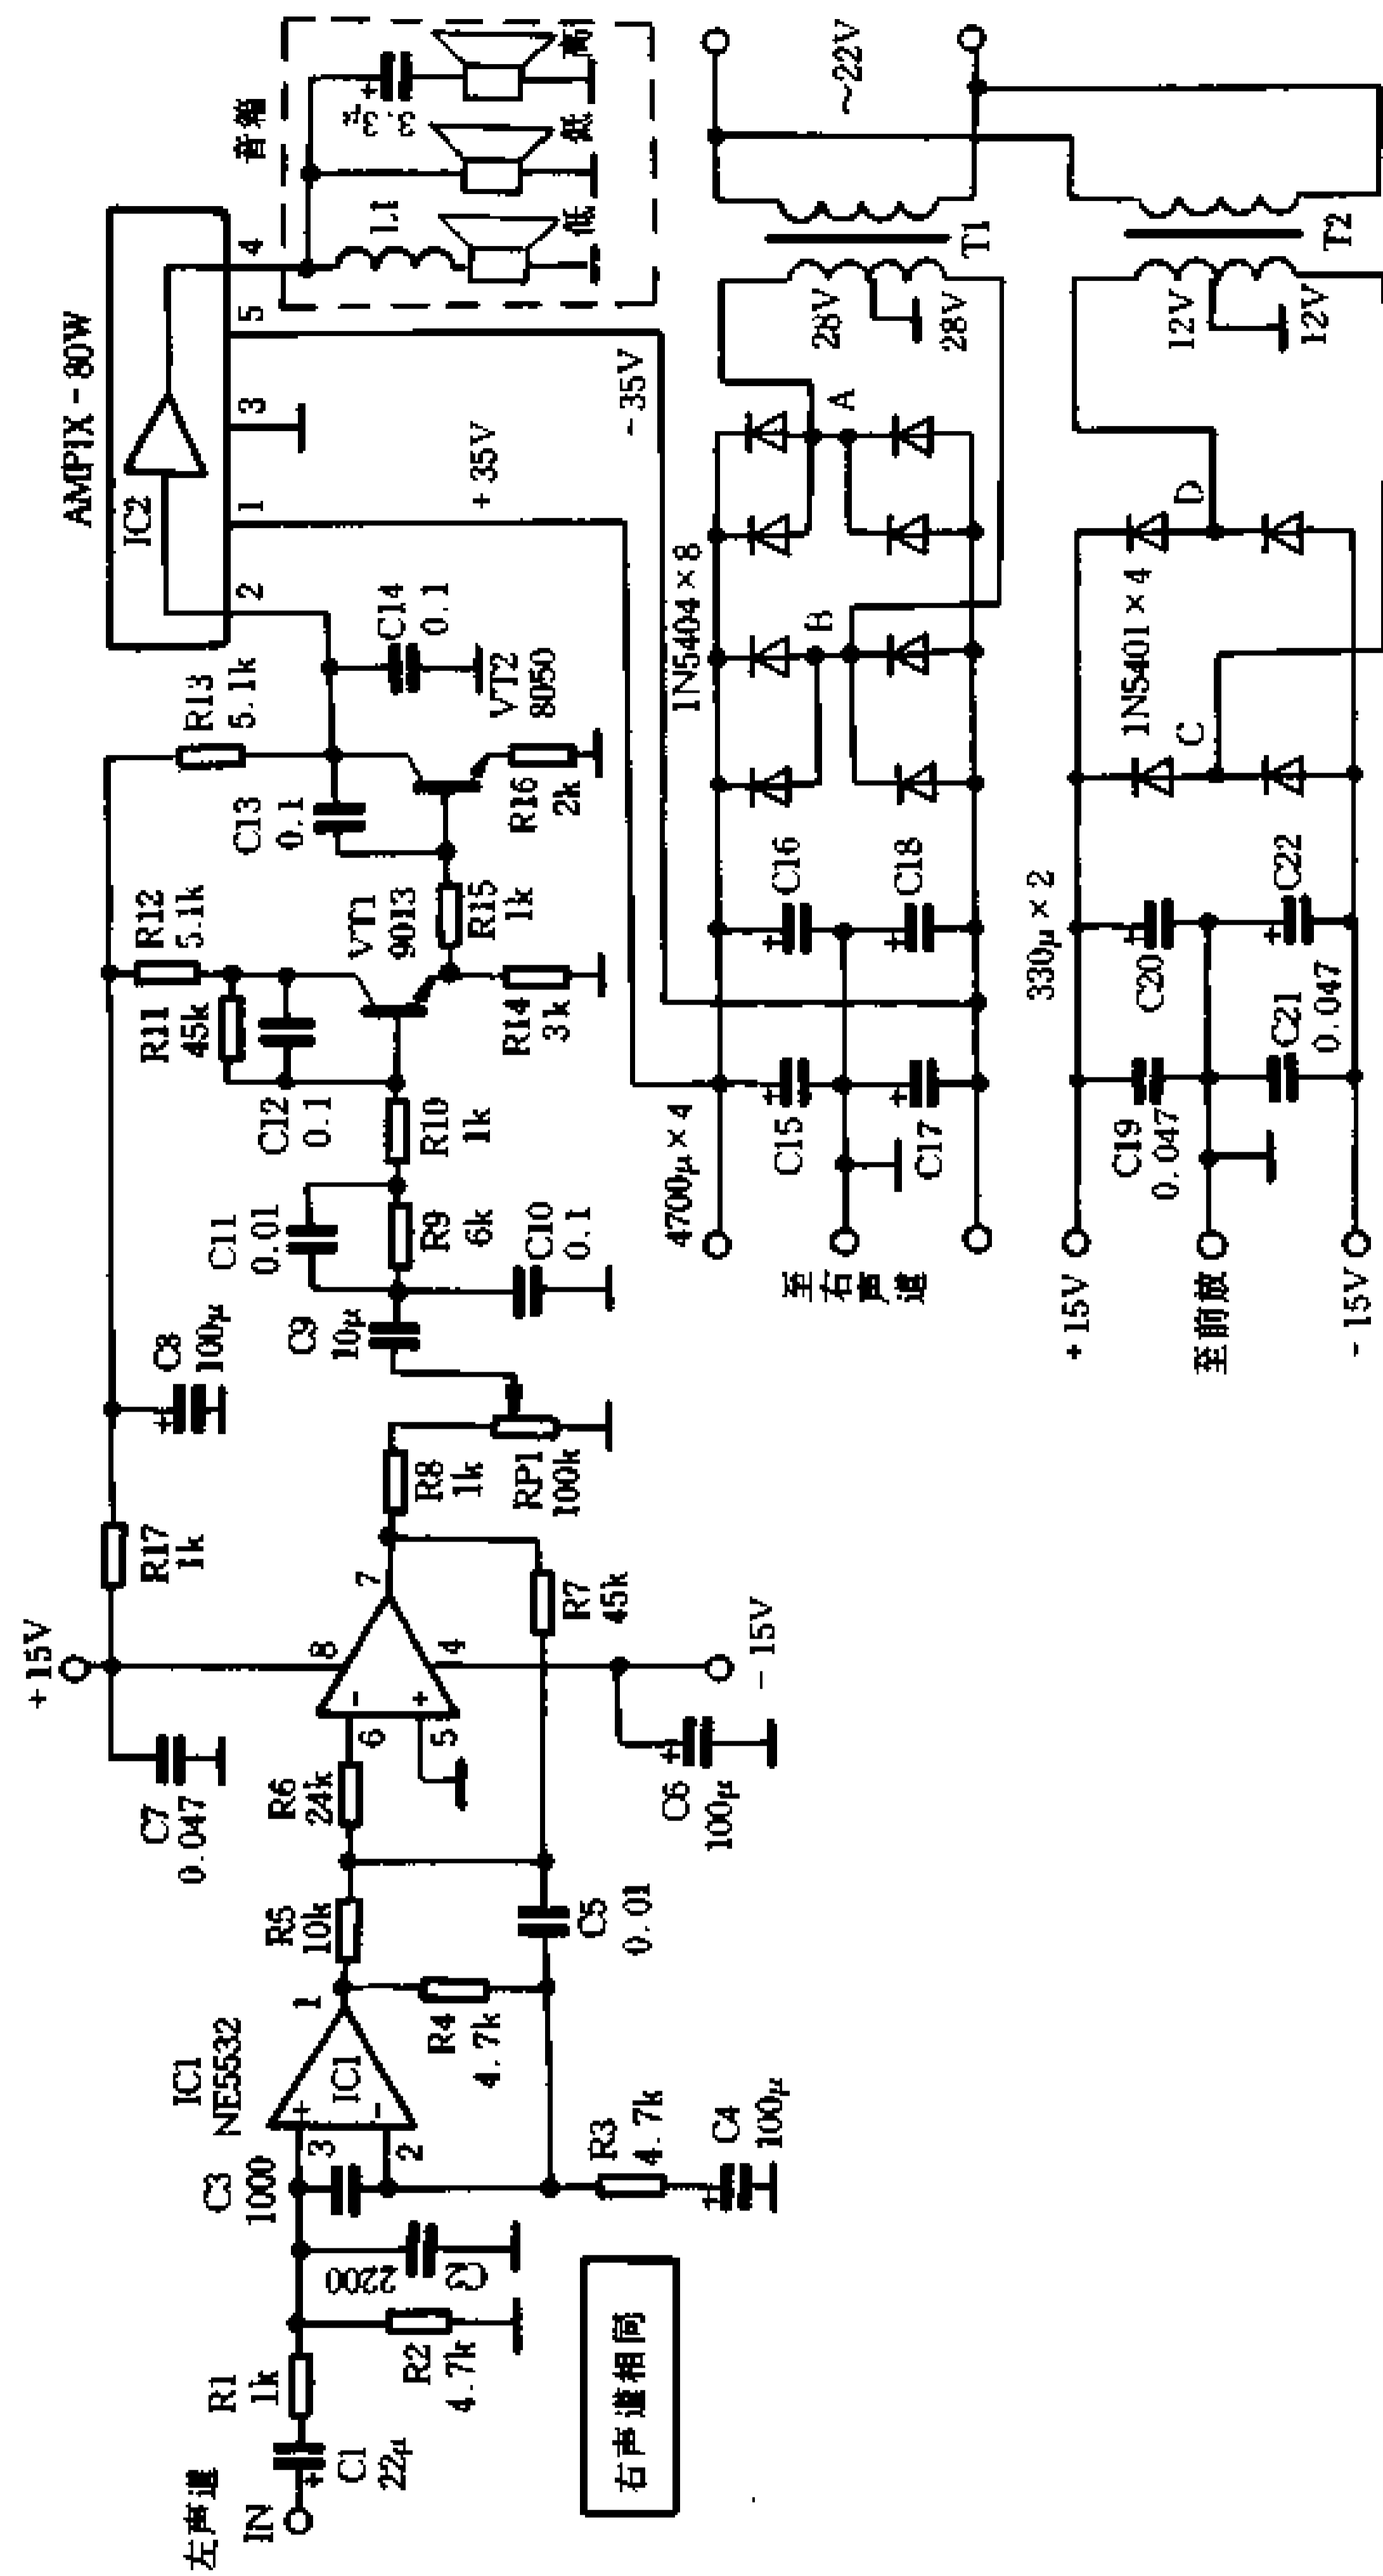 左声道
IN
C1
22μ
R1
1k
R2
4.7k
2200
C2
C3
1000
3
2
IC1
NE5532
+
-
IC1
1
R3
4.7k
C4
100μ
R4
4.7k
R5
10k
C5
0.01
R6
24k
C7
0.047
6
5
-
+
8
14
7
+15V
-15V
C6
100μ
R7
45k
R17
1k
R8
1k
RP1
100k
C8
100μ
C9
10μ
C10
0.1
C11
0.01
R9
6k
R10
1k
C12
0.1
R11
45k
R12
5.1k
VT1
9013
R14
3k
R15
1k
C13
0.1
R13
5.1k
R16
2k
VT2
8050
C14
0.1
AMPIX-80W
IC2
2
1
3
5
4
+35V
-35V
音箱
L1
3.3μ
低
低
高
右声道相同
至右声道
4700μ×4
C15
C16
C17
C18
1N5404×8
B
A
28V
28V
T1
~22V
+15V
至前放
-15V
C19
0.047
C20
330μ×2
C21
0.047
C22
1N5401×4
C
D
12V
12V
T2